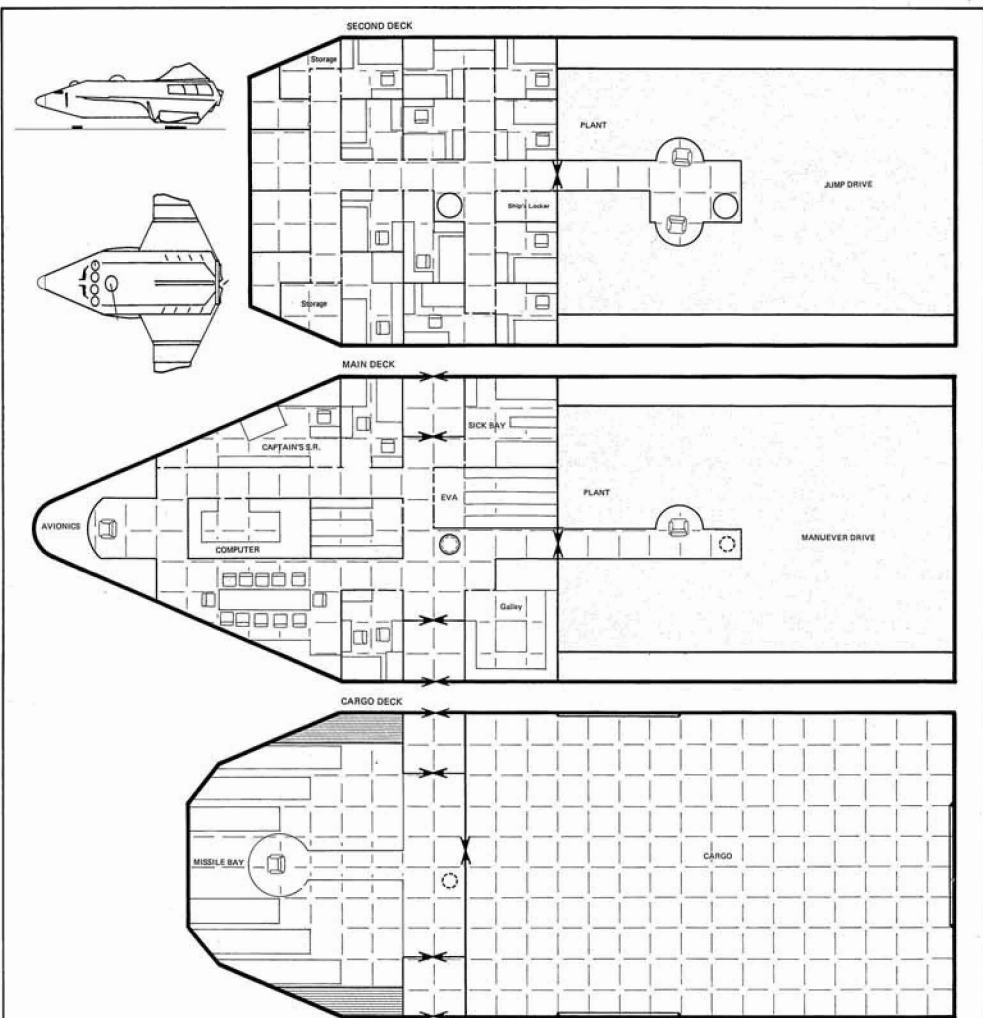 SECOND DECK
Storage
PLANT
JUMP DRIVE
Ship's Locker
Storage
MAIN DECK
SICK BAY
CAPTAIN'S S.R.
EVA
PLANT
AVIONICS
MANUEVER DRIVE
COMPUTER
Galley
CARGO DECK
MISSILE BAY
CARGO